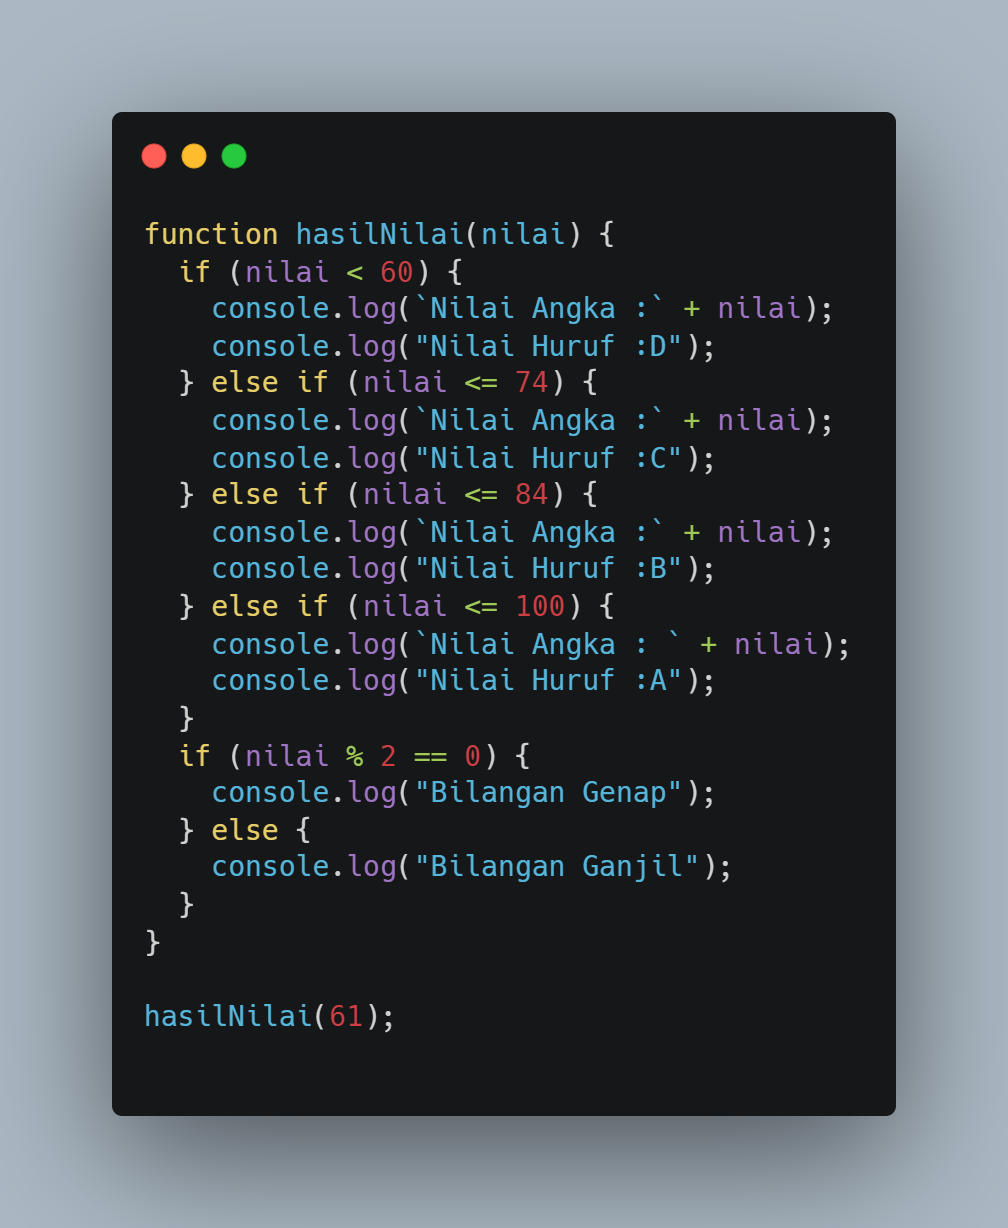 function hasilNilai(nilai) {
  if (nilai < 60) {
    console.log(`Nilai Angka :` + nilai);
    console.log("Nilai Huruf :D");
  } else if (nilai <= 74) {
    console.log(`Nilai Angka :` + nilai);
    console.log("Nilai Huruf :C");
  } else if (nilai <= 84) {
    console.log(`Nilai Angka :` + nilai);
    console.log("Nilai Huruf :B");
  } else if (nilai <= 100) {
    console.log(`Nilai Angka : ` + nilai);
    console.log("Nilai Huruf :A");
  }
  if (nilai % 2 == 0) {
    console.log("Bilangan Genap");
  } else {
    console.log("Bilangan Ganjil");
  }
}

hasilNilai(61);